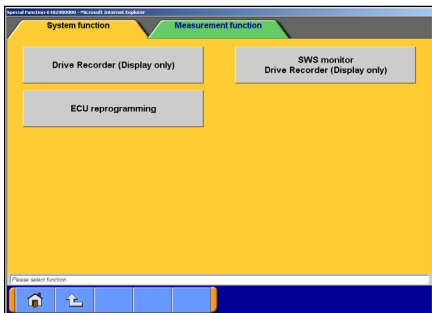 Special Function-EHO2000000 - Microsoft Internet Explorer
System function
Measurement function
Drive Recorder (Display only)
SWS monitor
Drive Recorder (Display only)
ECU reprogramming
Please select function